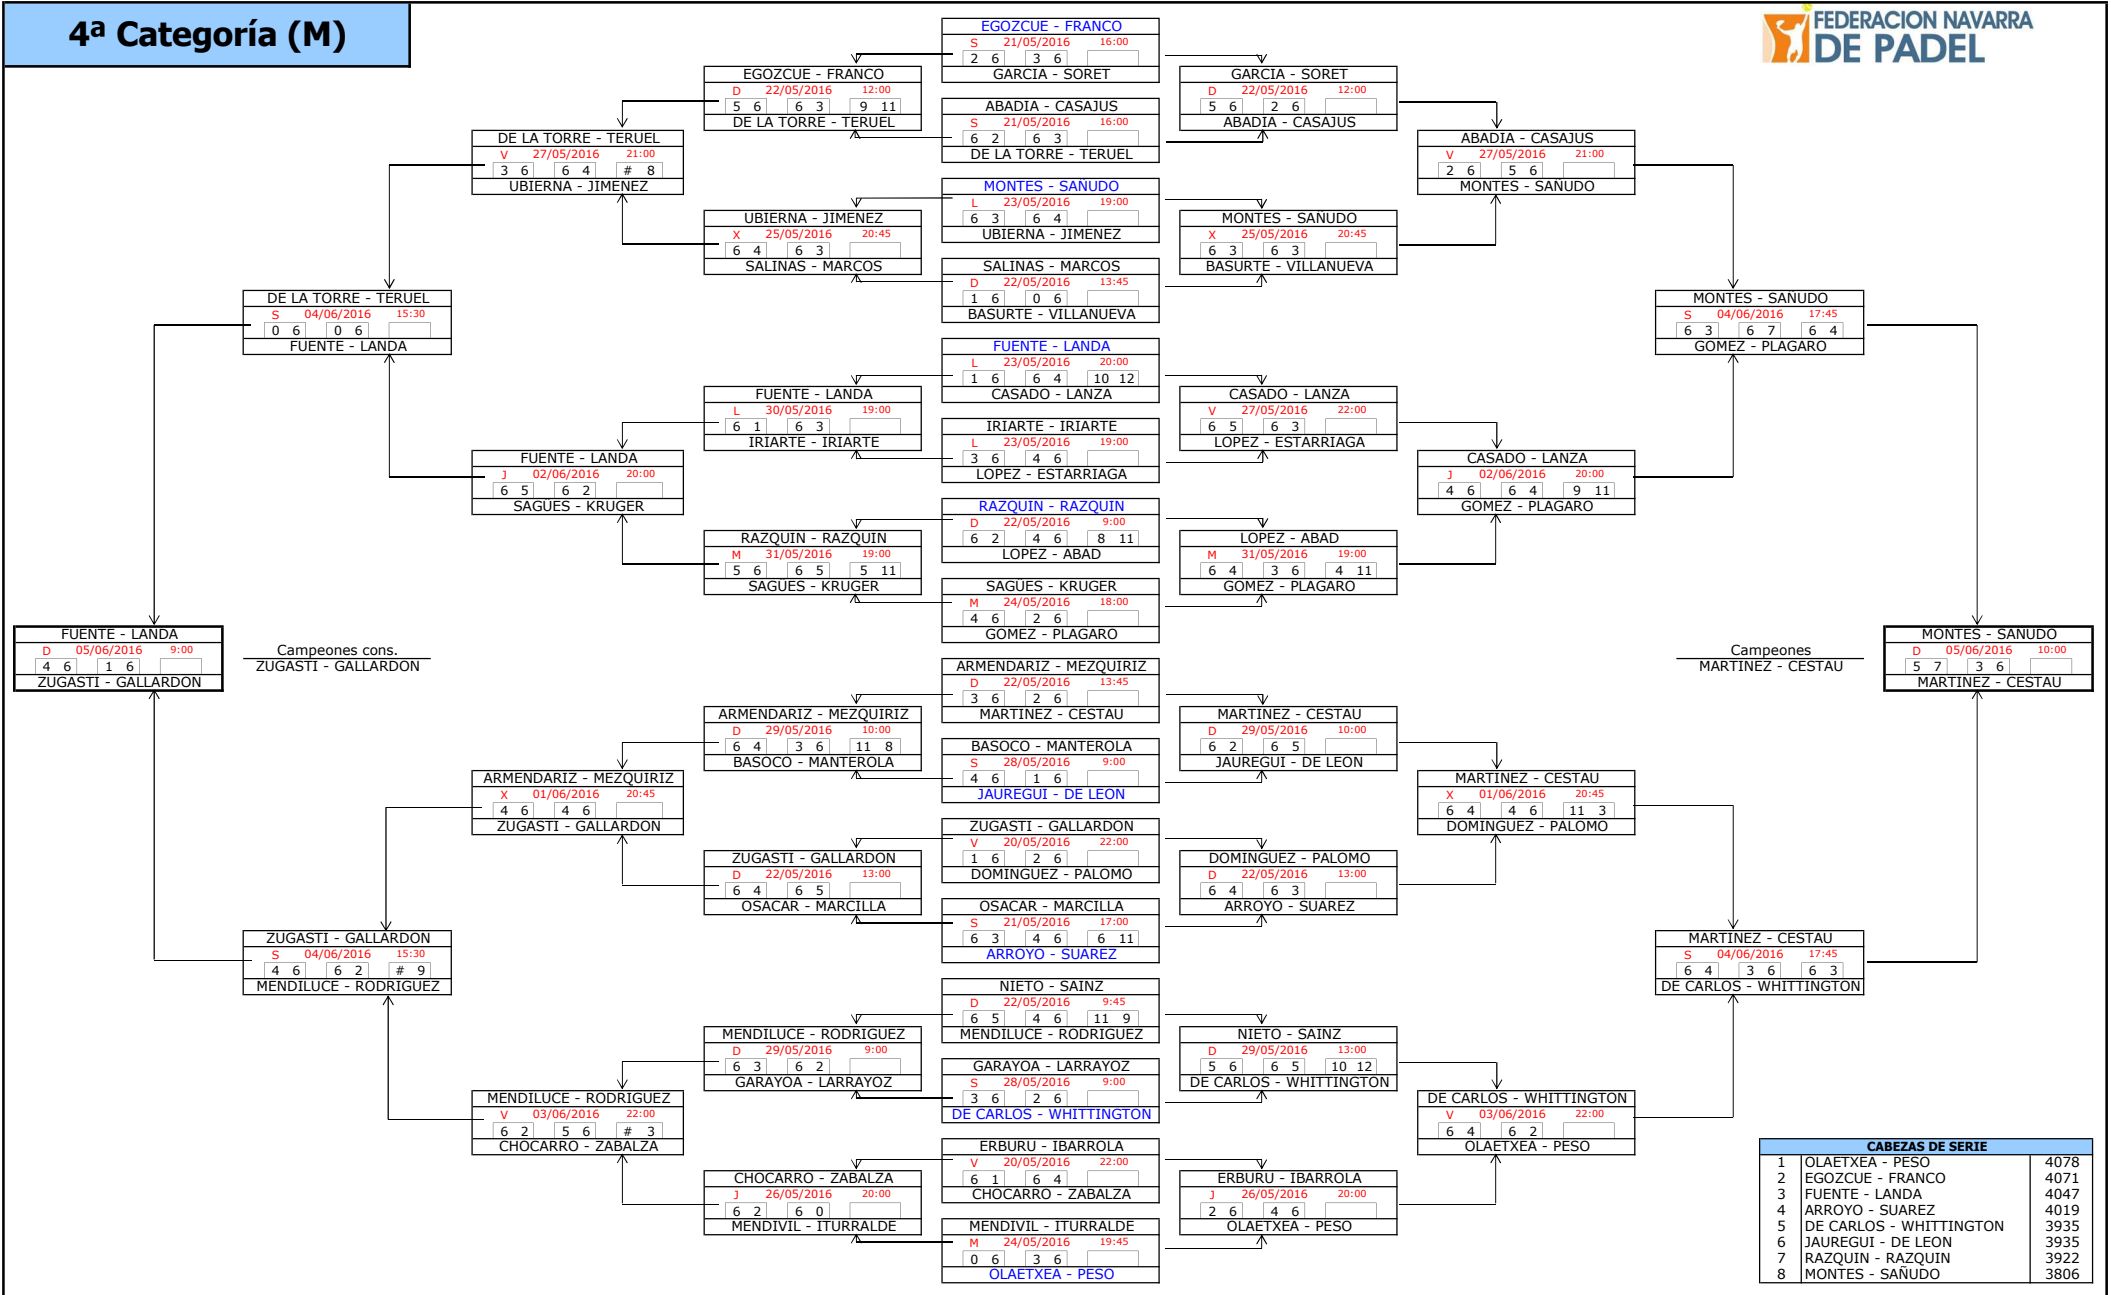 4ª Categoría (M)
FEDERACION NAVARRA
DE PADEL
EGOZCUE - FRANCO
S 21/05/2016 16:00
2 6 3 6
GARCIA - SORET
ABADIA - CASAJUS
S 21/05/2016 16:00
6 2 6 3
DE LA TORRE - TERUEL
MONTES - SAÑUDO
L 23/05/2016 19:00
6 3 6 4
UBIERNA - JIMENEZ
SALINAS - MARCOS
D 22/05/2016 13:45
1 6 0 6
BASURTE - VILLANUEVA
FUENTE - LANDA
L 23/05/2016 20:00
1 6 6 4 10 12
CASADO - LANZA
IRIARTE - IRIARTE
L 23/05/2016 19:00
3 6 4 6
LOPEZ - ESTARRIAGA
RAZQUIN - RAZQUIN
D 22/05/2016 9:00
6 2 4 6 8 11
LOPEZ - ABAD
SAGÜES - KRUGER
M 24/05/2016 18:00
4 6 2 6
GOMEZ - PLAGARO
ARMENDARIZ - MEZQUIRIZ
D 22/05/2016 13:45
3 6 2 6
MARTINEZ - CESTAU
BASOCO - MANTEROLA
S 28/05/2016 9:00
4 6 1 6
JAUREGUI - DE LEON
ZUGASTI - GALLARDON
V 20/05/2016 22:00
1 6 2 6
DOMINGUEZ - PALOMO
OSACAR - MARCILLA
S 21/05/2016 17:00
6 3 4 6 6 11
ARROYO - SUAREZ
NIETO - SAINZ
D 22/05/2016 9:45
6 5 4 6 11 9
MENDILUCE - RODRIGUEZ
GARAYOA - LARRAYOZ
S 28/05/2016 9:00
3 6 2 6
DE CARLOS - WHITTINGTON
ERBURU - IBARROLA
V 20/05/2016 22:00
6 1 6 4
CHOCARRO - ZABALZA
MENDIVIL - ITURRALDE
M 24/05/2016 19:45
0 6 3 6
OLAETXEA - PESO
EGOZCUE - FRANCO
D 22/05/2016 12:00
5 6 6 3 9 11
DE LA TORRE - TERUEL
UBIERNA - JIMENEZ
X 25/05/2016 20:45
6 4 6 3
SALINAS - MARCOS
FUENTE - LANDA
L 30/05/2016 19:00
6 1 6 3
IRIARTE - IRIARTE
RAZQUIN - RAZQUIN
M 31/05/2016 19:00
5 6 6 5 5 11
SAGÜES - KRUGER
ARMENDARIZ - MEZQUIRIZ
D 29/05/2016 10:00
6 4 3 6 11 8
BASOCO - MANTEROLA
ZUGASTI - GALLARDON
D 22/05/2016 13:00
6 4 6 5
OSACAR - MARCILLA
MENDILUCE - RODRIGUEZ
D 29/05/2016 9:00
6 3 6 2
GARAYOA - LARRAYOZ
CHOCARRO - ZABALZA
J 26/05/2016 20:00
6 2 6 0
MENDIVIL - ITURRALDE
DE LA TORRE - TERUEL
V 27/05/2016 21:00
3 6 6 4 # 8
UBIERNA - JIMENEZ
FUENTE - LANDA
J 02/06/2016 20:00
6 5 6 2
SAGÜES - KRUGER
ARMENDARIZ - MEZQUIRIZ
X 01/06/2016 20:45
4 6 4 6
ZUGASTI - GALLARDON
MENDILUCE - RODRIGUEZ
V 03/06/2016 22:00
6 2 5 6 # 3
CHOCARRO - ZABALZA
DE LA TORRE - TERUEL
S 04/06/2016 15:30
0 6 0 6
FUENTE - LANDA
ZUGASTI - GALLARDON
S 04/06/2016 15:30
4 6 6 2 # 9
MENDILUCE - RODRIGUEZ
FUENTE - LANDA
D 05/06/2016 9:00
4 6 1 6
ZUGASTI - GALLARDON
Campeones cons.
ZUGASTI - GALLARDON
GARCIA - SORET
D 22/05/2016 12:00
5 6 2 6
ABADIA - CASAJUS
MONTES - SAÑUDO
X 25/05/2016 20:45
6 3 6 3
BASURTE - VILLANUEVA
CASADO - LANZA
V 27/05/2016 22:00
6 5 6 3
LOPEZ - ESTARRIAGA
LOPEZ - ABAD
M 31/05/2016 19:00
6 4 3 6 4 11
GOMEZ - PLAGARO
MARTINEZ - CESTAU
D 29/05/2016 10:00
6 2 6 5
JAUREGUI - DE LEON
DOMINGUEZ - PALOMO
D 22/05/2016 13:00
6 4 6 3
ARROYO - SUAREZ
NIETO - SAINZ
D 29/05/2016 13:00
5 6 6 5 10 12
DE CARLOS - WHITTINGTON
ERBURU - IBARROLA
J 26/05/2016 20:00
2 6 4 6
OLAETXEA - PESO
ABADIA - CASAJUS
V 27/05/2016 21:00
2 6 5 6
MONTES - SAÑUDO
CASADO - LANZA
J 02/06/2016 20:00
4 6 6 4 9 11
GOMEZ - PLAGARO
MARTINEZ - CESTAU
X 01/06/2016 20:45
6 4 4 6 11 3
DOMINGUEZ - PALOMO
DE CARLOS - WHITTINGTON
V 03/06/2016 22:00
6 4 6 2
OLAETXEA - PESO
MONTES - SAÑUDO
S 04/06/2016 17:45
6 3 6 7 6 4
GOMEZ - PLAGARO
MARTINEZ - CESTAU
S 04/06/2016 17:45
6 4 3 6 6 3
DE CARLOS - WHITTINGTON
Campeones
MARTINEZ - CESTAU
MONTES - SAÑUDO
D 05/06/2016 10:00
5 7 3 6
MARTINEZ - CESTAU
CABEZAS DE SERIE
1 OLAETXEA - PESO 4078
2 EGOZCUE - FRANCO 4071
3 FUENTE - LANDA 4047
4 ARROYO - SUAREZ 4019
5 DE CARLOS - WHITTINGTON 3935
6 JAUREGUI - DE LEON 3935
7 RAZQUIN - RAZQUIN 3922
8 MONTES - SAÑUDO 3806